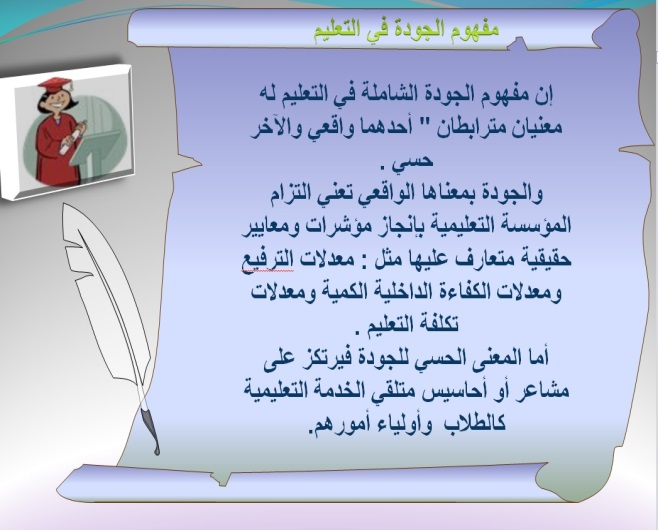 مفهوم الجودة في التعليم
إن مفهوم الجودة الشاملة في التعليم له
معنيان مترابطان " أحدهما واقعي والآخر
حسي .
والجودة بمعناها الواقعي تعني التزام
المؤسسة التعليمية بإنجاز مؤشرات ومعايير
حقيقية متعارف عليها مثل : معدلات الترفيع
ومعدلات الكفاءة الداخلية الكمية ومعدلات
تكلفة التعليم .
أما المعنى الحسي للجودة فيرتكز على
مشاعر أو أحاسيس متلقي الخدمة التعليمية
كالطلاب وأولياء أمورهم.